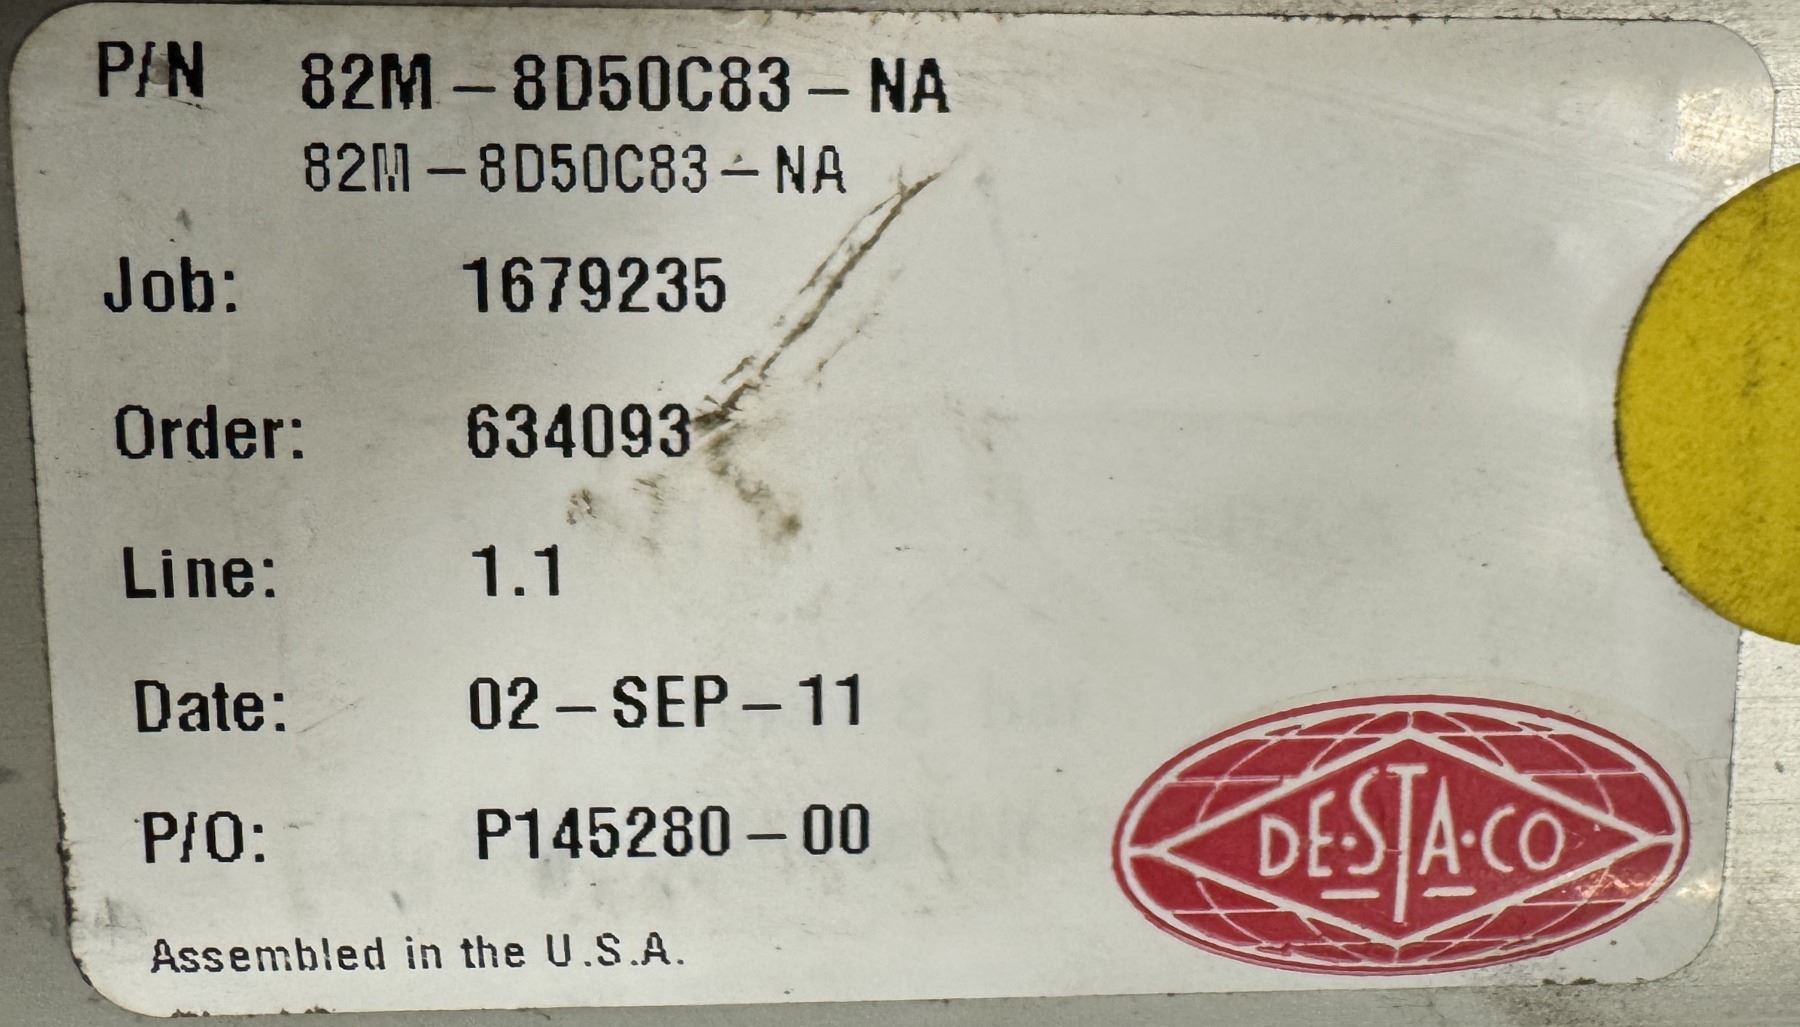 P/N 82M-8D50C83-NA
82M-8D50C83-NA
Job: 1679235
Order: 634093
Line: 1.1
Date: 02-SEP-11
P/O: P145280-00
Assembled in the U.S.A.
DE·STA·CO